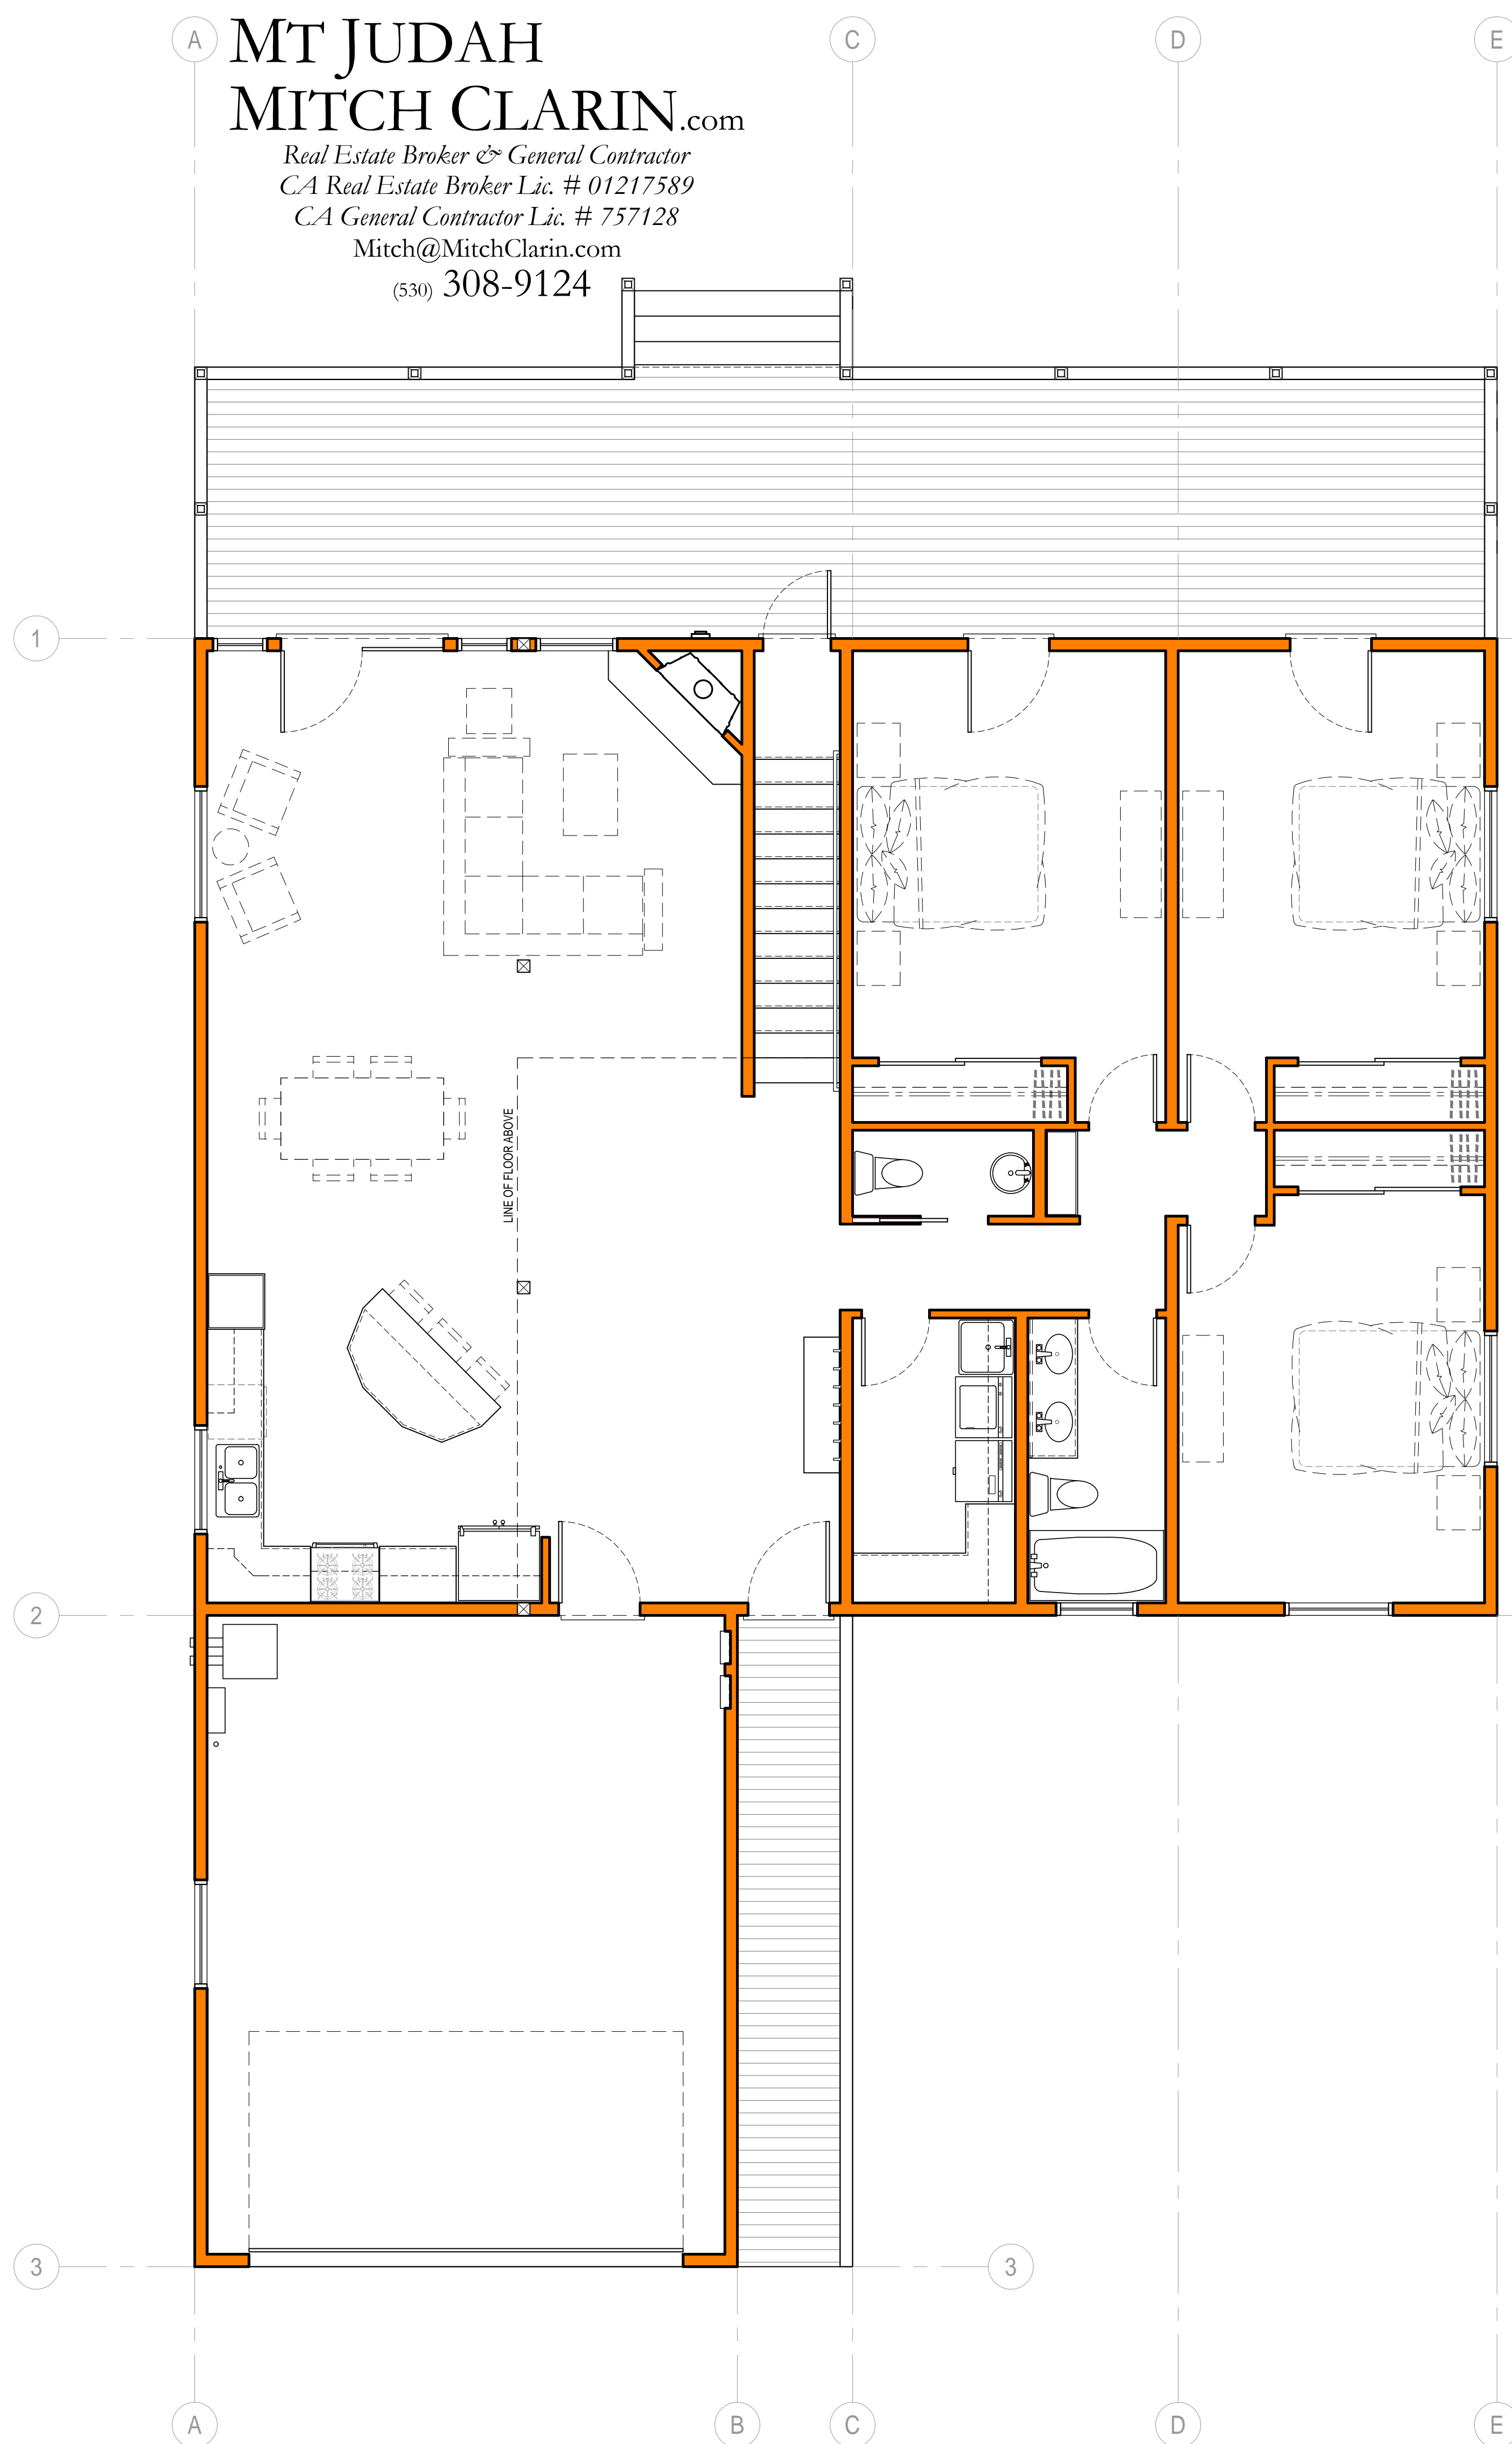 A
C
D
E
MT JUDAH
MITCH CLARIN.com
Real Estate Broker & General Contractor
CA Real Estate Broker Lic. # 01217589
CA General Contractor Lic. # 757128
Mitch@MitchClarin.com
(530) 308-9124
1
LINE OF FLOOR ABOVE
2
3
3
A
B
C
D
E